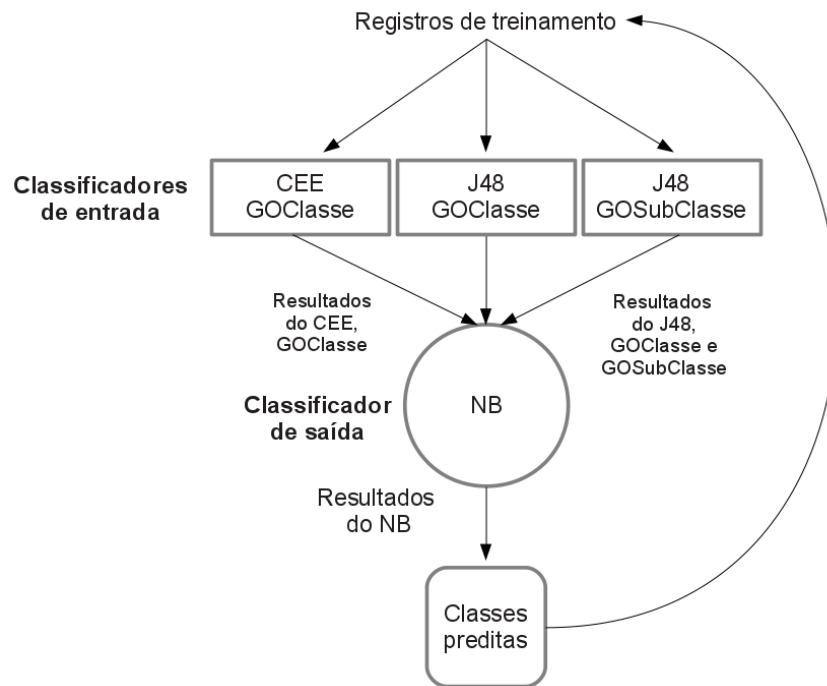 Registros de treinamento
Classificadores
de entrada
CEE
GOClasse
J48
GOClasse
J48
GOSubClasse
Resultados
do CEE,
GOClasse
Resultados
do J48,
GOClasse e
GOSubClasse
Classificador
de saída
NB
Resultados
do NB
Classes
preditas